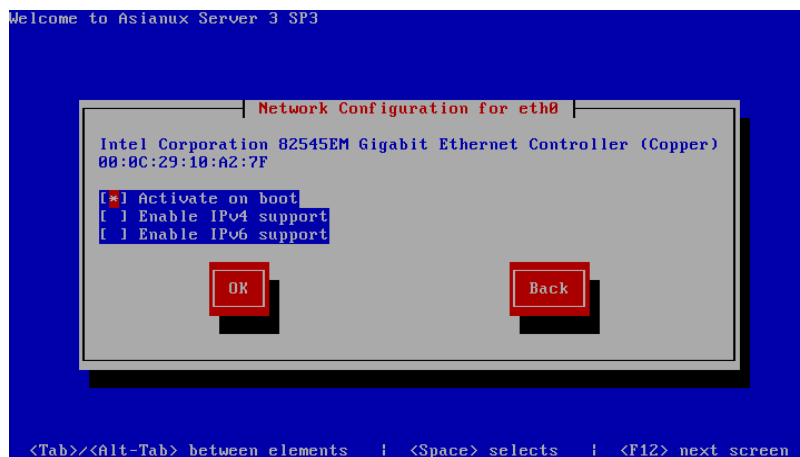 Welcome to Asianux Server 3 SP3
Network Configuration for eth0
Intel Corporation 82545EM Gigabit Ethernet Controller (Copper)
00:0C:29:10:A2:7F
[*] Activate on boot
[ ] Enable IPv4 support
[ ] Enable IPv6 support
OK Back
<Tab>/<Alt-Tab> between elements | <Space> selects | <F12> next screen